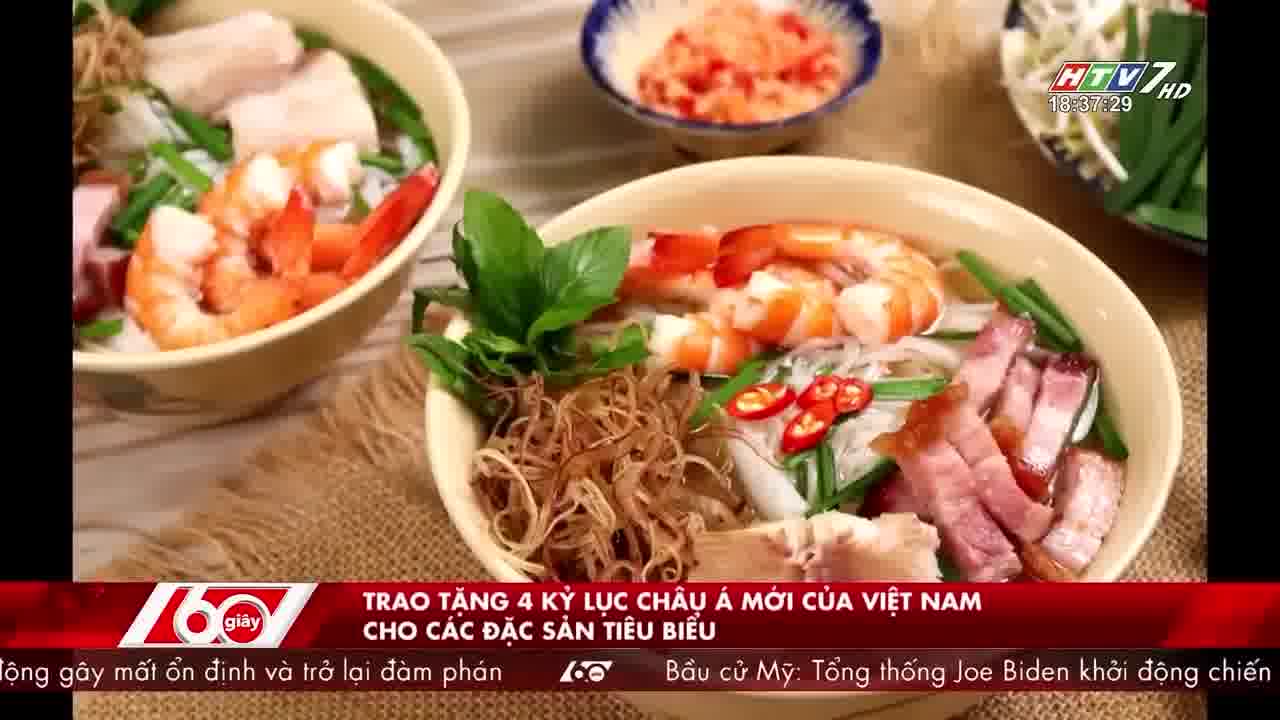 HTV7 HD
18:37:29
60 giây
TRAO TẶNG 4 KỶ LỤC CHÂU Á MỚI CỦA VIỆT NAM
CHO CÁC ĐẶC SẢN TIÊU BIỂU
động gây mất ổn định và trở lại đàm phán 60 giây Bầu cử Mỹ: Tổng thống Joe Biden khởi động chiến